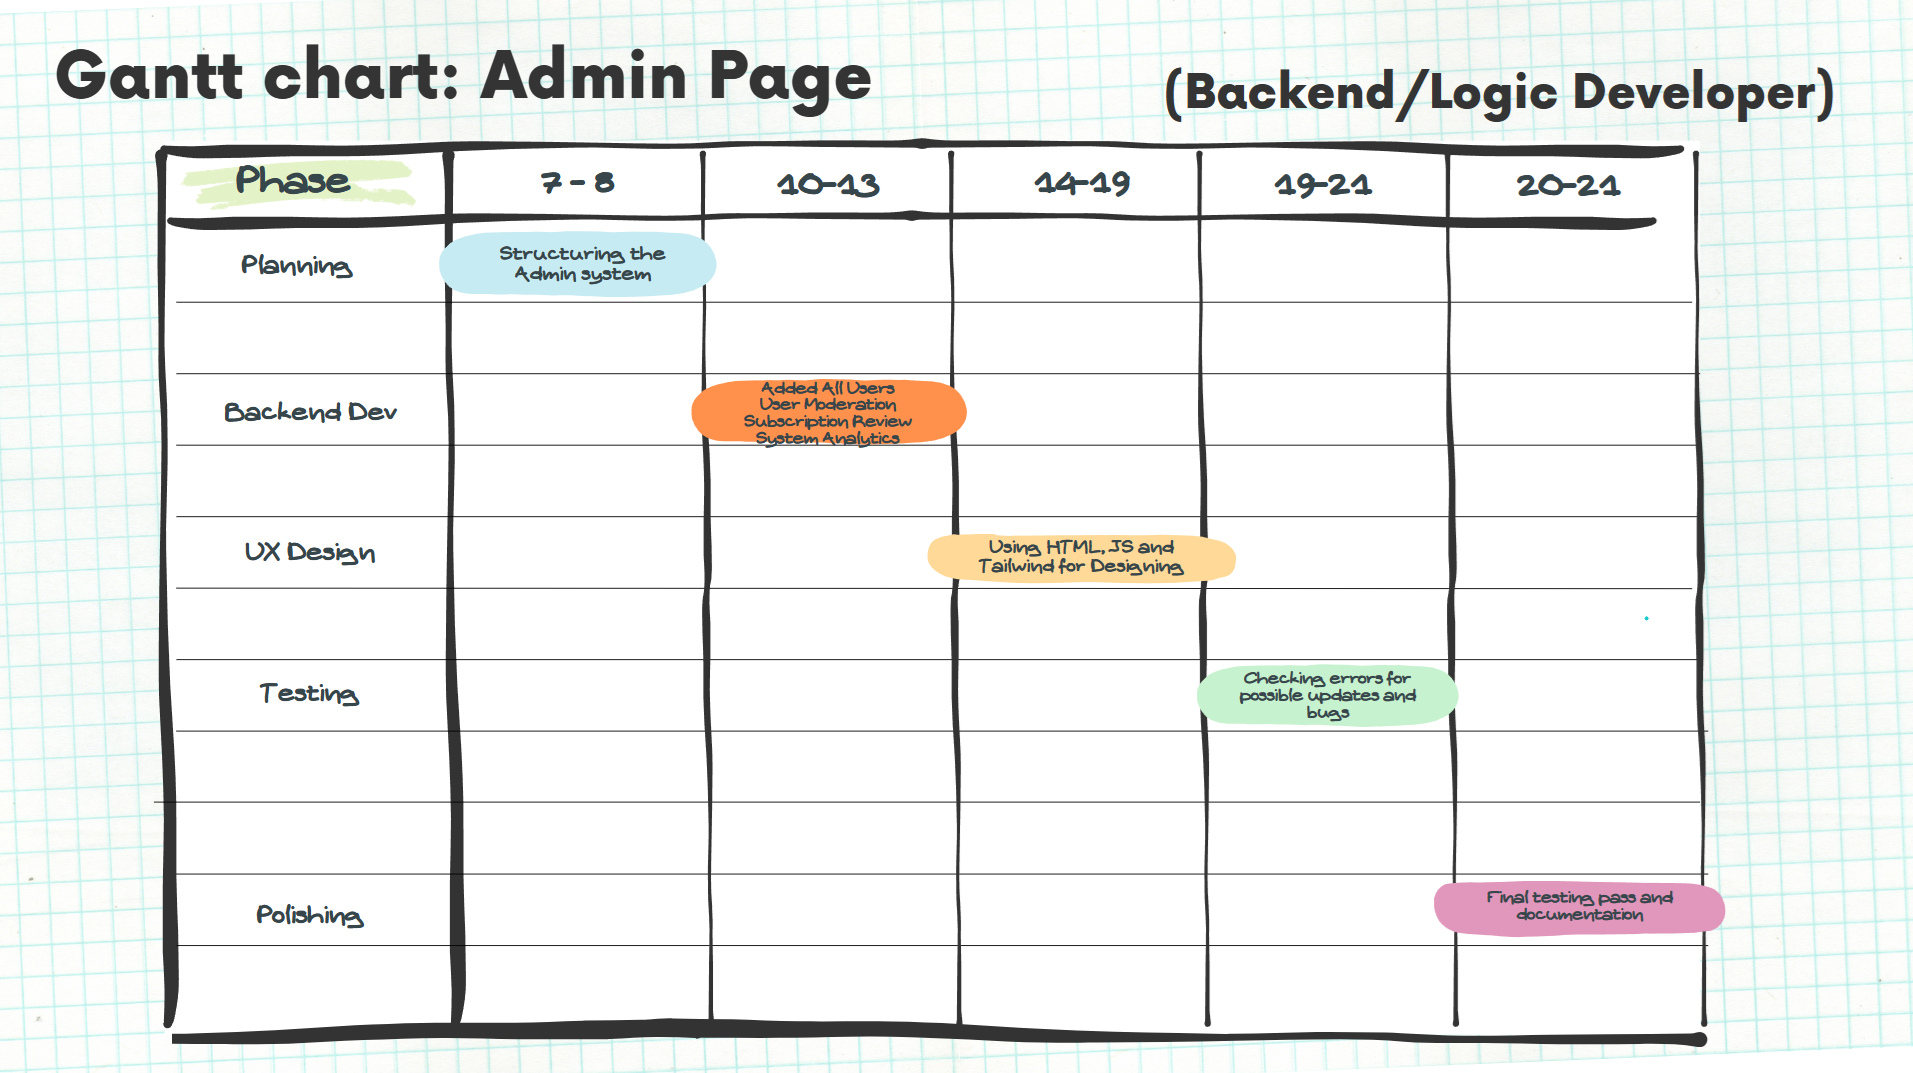 Gantt chart: Admin Page
(Backend/Logic Developer)
Phase
7 - 8
10-13
14-19
19-21
20-21
Planning
Structuring the
Admin system
Backend Dev
Added All Users
User Moderation
Subscription Review
System Analytics
UX Design
Using HTML, JS and
Tailwind for Designing
Testing
Checking errors for
possible updates and
bugs
Polishing
Final testing pass and
documentation